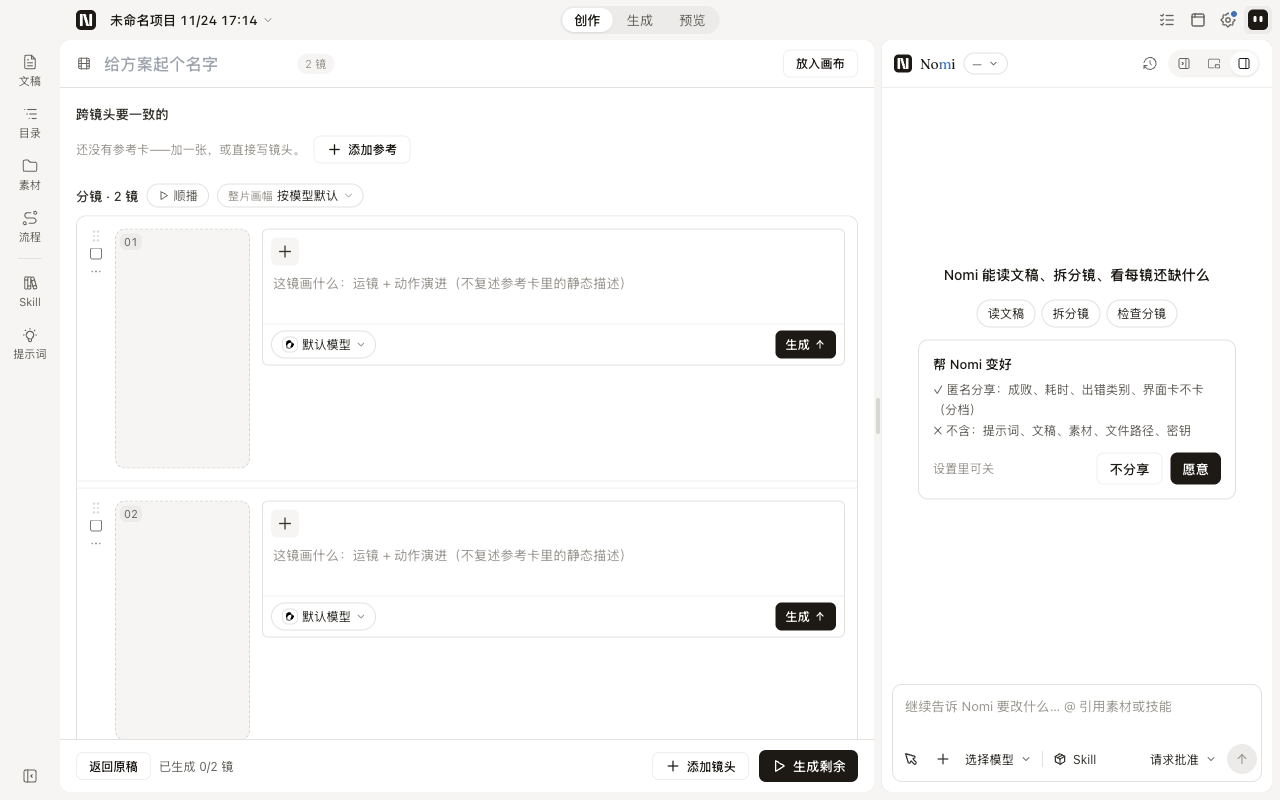 未命名项目 11/24 17:14
创作
生成
预览
文稿
目录
素材
流程
Skill
提示词
给方案起个名字
2 镜
放入画布
跨镜头要一致的
还没有参考卡——加一张，或直接写镜头。
添加参考
分镜 · 2 镜
顺播
整片画幅 按模型默认
01
这镜画什么：运镜 + 动作演进（不复述参考卡里的静态描述）
默认模型
生成
02
这镜画什么：运镜 + 动作演进（不复述参考卡里的静态描述）
默认模型
生成
返回原稿
已生成 0/2 镜
添加镜头
生成剩余
Nomi
—
Nomi 能读文稿、拆分镜、看每镜还缺什么
读文稿
拆分镜
检查分镜
帮 Nomi 变好
✓ 匿名分享：成败、耗时、出错类别、界面卡不卡
（分档）
✕ 不含：提示词、文稿、素材、文件路径、密钥
设置里可关
不分享
愿意
继续告诉 Nomi 要改什么… @ 引用素材或技能
选择模型
Skill
请求批准